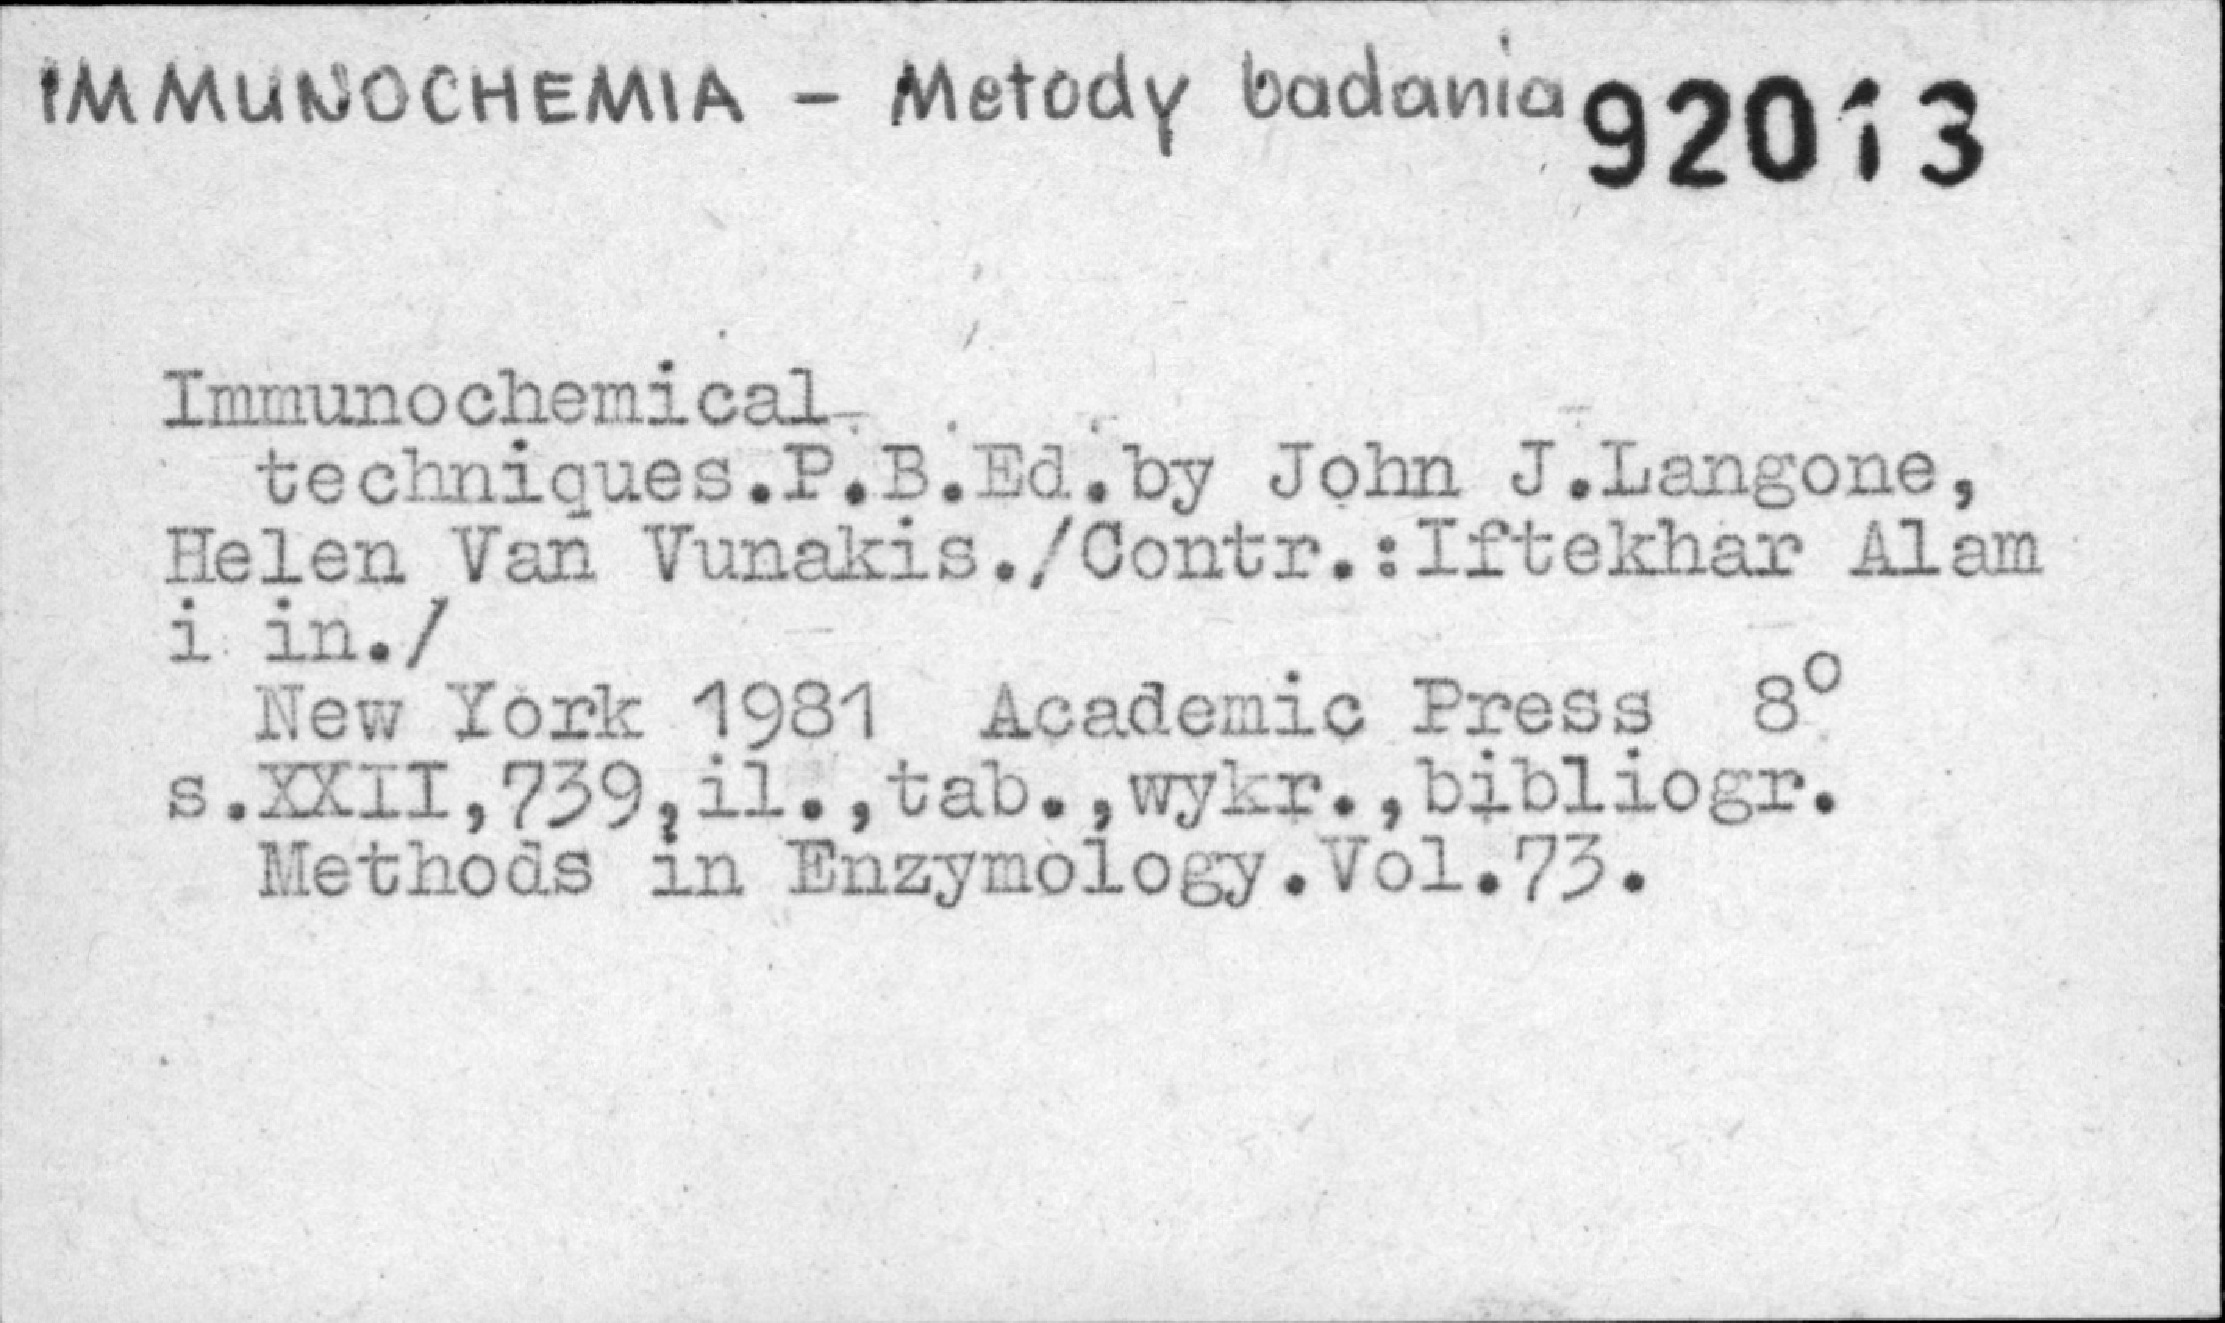 IMMUNOCHEMIA - Metody badania 92013
Immunochemical
techniques.P.B.Ed.by John J.Langone,
Helen Van Vunakis./Contr.:Iftekhar Alam
i in./
New York 1981 Academic Press 8°
s.XXII,739,il.,tab.,wykr.,bibliogr.
Methods in Enzymology.Vol.73.